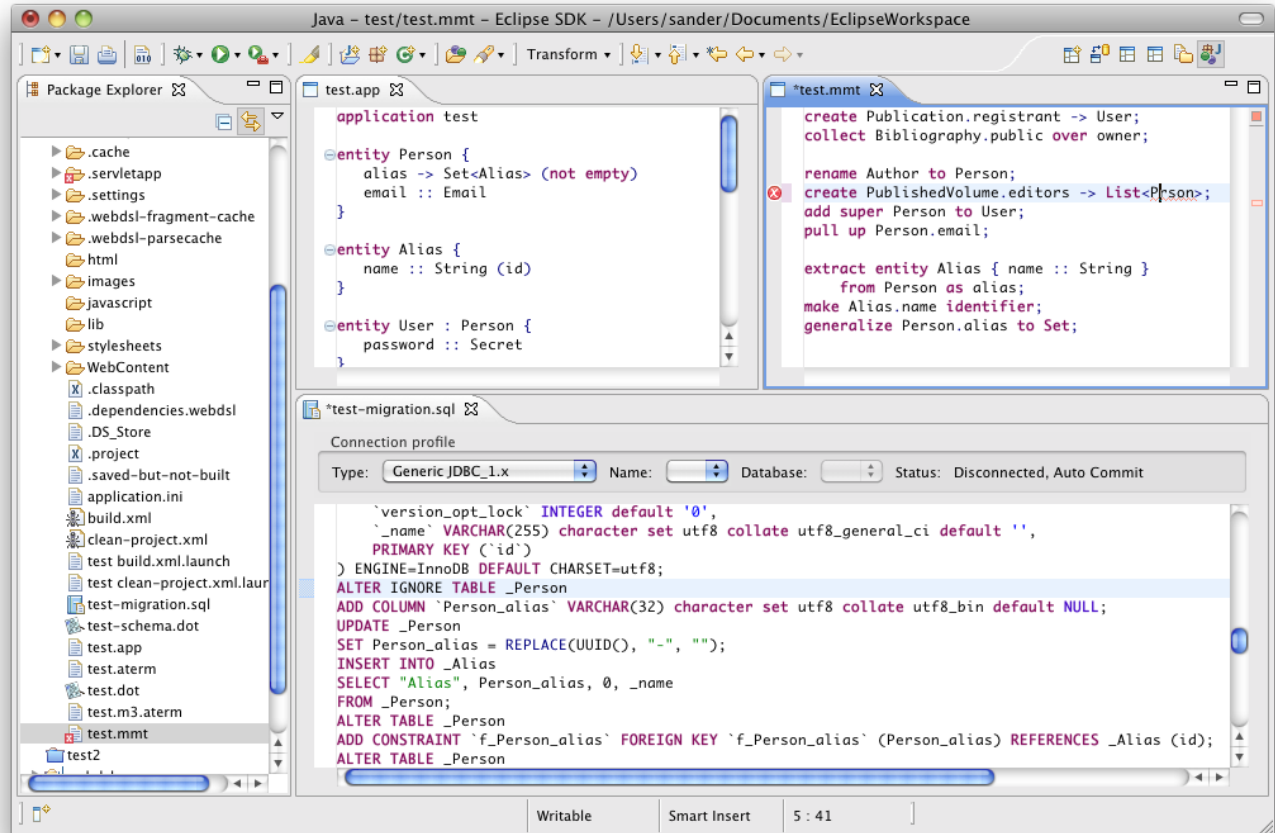 Java – test/test.mmt – Eclipse SDK – /Users/sander/Documents/EclipseWorkspace
010
Transform
Package Explorer
.cache
.servletapp
.settings
.webdsl-fragment-cache
.webdsl-parsecache
html
images
javascript
lib
stylesheets
WebContent
.classpath
.dependencies.webdsl
.DS_Store
.project
.saved-but-not-built
application.ini
build.xml
clean-project.xml
test build.xml.launch
test clean-project.xml.laun
test-migration.sql
test-schema.dot
test.app
test.aterm
test.dot
test.m3.aterm
test.mmt
test2
test.app
application test
entity Person {
alias -> Set<Alias> (not empty)
email :: Email
}
entity Alias {
name :: String (id)
}
entity User : Person {
password :: Secret
}
*test.mmt
create Publication.registrant -> User;
collect Bibliography.public over owner;
rename Author to Person;
create PublishedVolume.editors -> List<Prson>;
add super Person to User;
pull up Person.email;
extract entity Alias { name :: String }
from Person as alias;
make Alias.name identifier;
generalize Person.alias to Set;
*test-migration.sql
Connection profile
Type: Generic JDBC_1.x Name: Database: Status: Disconnected, Auto Commit
`version_opt_lock` INTEGER default '0',
`_name` VARCHAR(255) character set utf8 collate utf8_general_ci default '',
PRIMARY KEY (`id`)
) ENGINE=InnoDB DEFAULT CHARSET=utf8;
ALTER IGNORE TABLE _Person
ADD COLUMN `Person_alias` VARCHAR(32) character set utf8 collate utf8_bin default NULL;
UPDATE _Person
SET Person_alias = REPLACE(UUID(), "-", "");
INSERT INTO _Alias
SELECT "Alias", Person_alias, 0, _name
FROM _Person;
ALTER TABLE _Person
ADD CONSTRAINT `f_Person_alias` FOREIGN KEY `f_Person_alias` (Person_alias) REFERENCES _Alias (id);
ALTER TABLE _Person
Writable Smart Insert 5 : 41